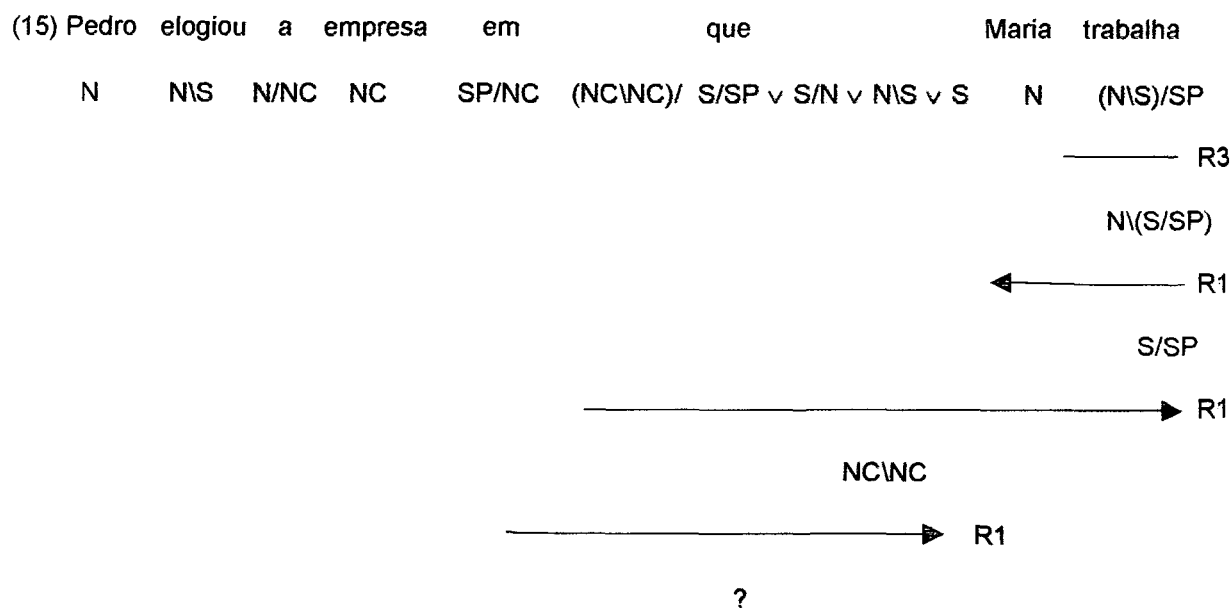 (15) Pedro elogiou a empresa em que Maria trabalha
N N\S N/NC NC SP/NC (NC\NC)/ S/SP v S/N v N\S v S N (N\S)/SP
R3
N\(S/SP)
R1
S/SP
R1
NC\NC
R1
?